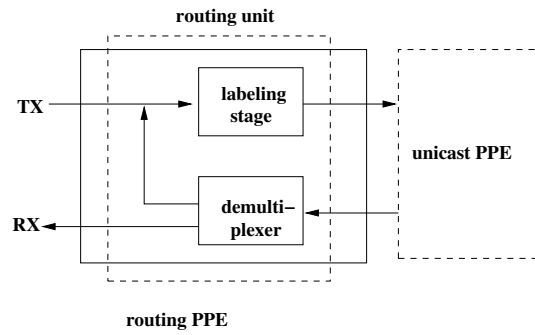 routing unit
TX
labeling
stage
unicast PPE
demulti−
plexer
RX
routing PPE